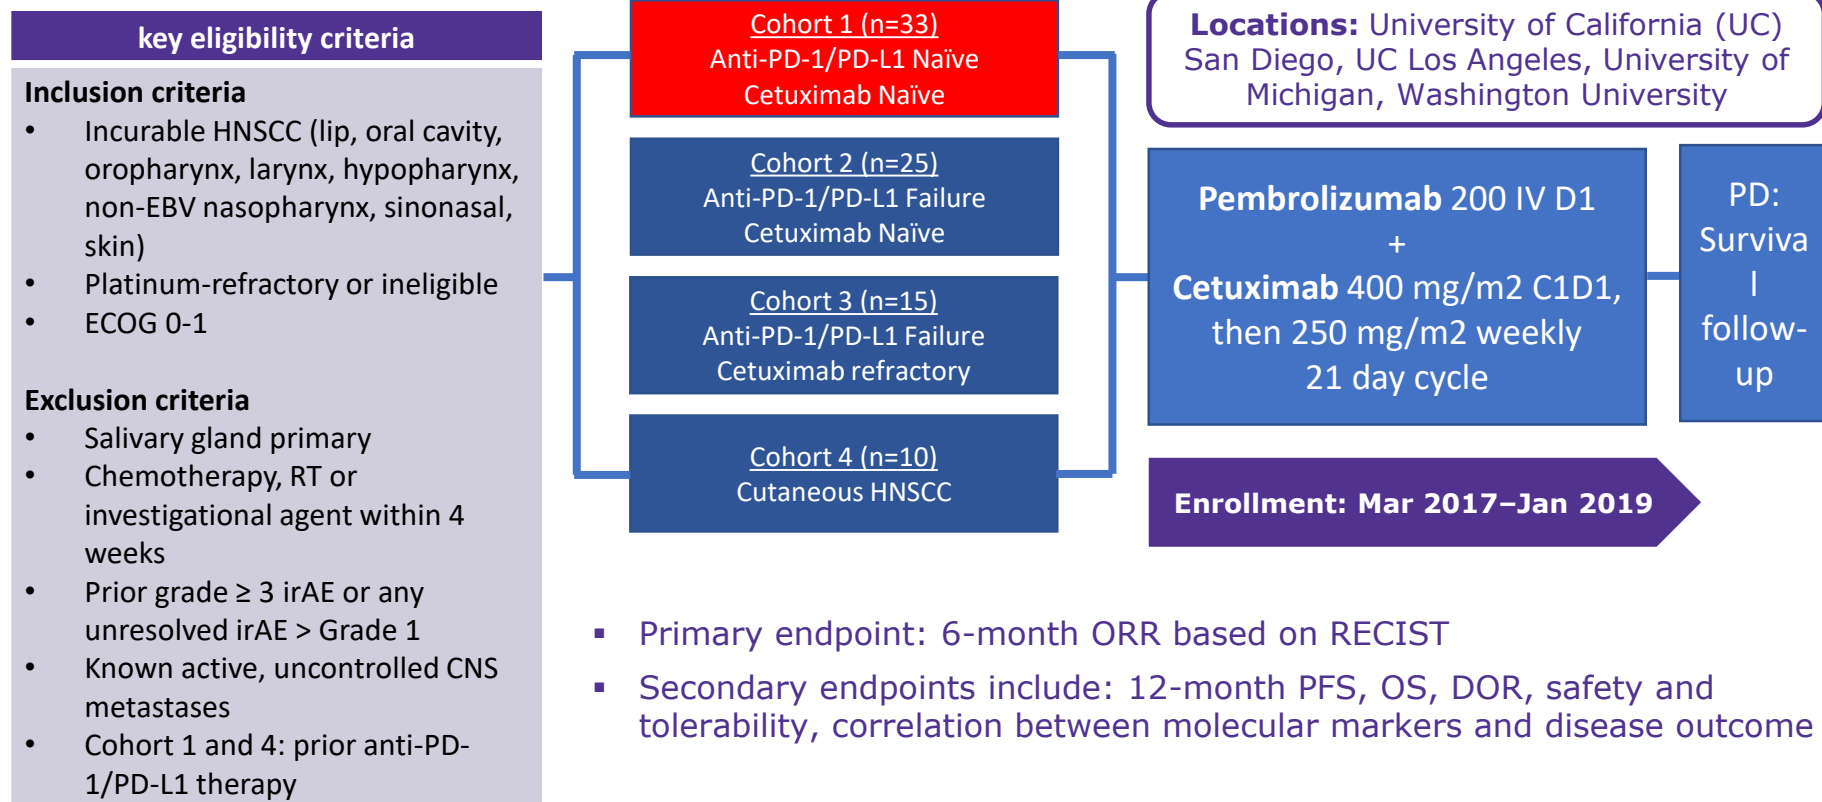 key eligibility criteria
Inclusion criteria
• Incurable HNSCC (lip, oral cavity,
oropharynx, larynx, hypopharynx,
non-EBV nasopharynx, sinonasal,
skin)
• Platinum-refractory or ineligible
• ECOG 0-1
Exclusion criteria
• Salivary gland primary
• Chemotherapy, RT or
investigational agent within 4
weeks
• Prior grade ≥ 3 irAE or any
unresolved irAE > Grade 1
• Known active, uncontrolled CNS
metastases
• Cohort 1 and 4: prior anti-PD-
1/PD-L1 therapy
Cohort 1 (n=33)
Anti-PD-1/PD-L1 Naïve
Cetuximab Naïve
Cohort 2 (n=25)
Anti-PD-1/PD-L1 Failure
Cetuximab Naïve
Cohort 3 (n=15)
Anti-PD-1/PD-L1 Failure
Cetuximab refractory
Cohort 4 (n=10)
Cutaneous HNSCC
Locations: University of California (UC)
San Diego, UC Los Angeles, University of
Michigan, Washington University
Pembrolizumab 200 IV D1
+
Cetuximab 400 mg/m2 C1D1,
then 250 mg/m2 weekly
21 day cycle
PD:
Surviva
l
follow-
up
Enrollment: Mar 2017–Jan 2019
▪ Primary endpoint: 6-month ORR based on RECIST
▪ Secondary endpoints include: 12-month PFS, OS, DOR, safety and
tolerability, correlation between molecular markers and disease outcome